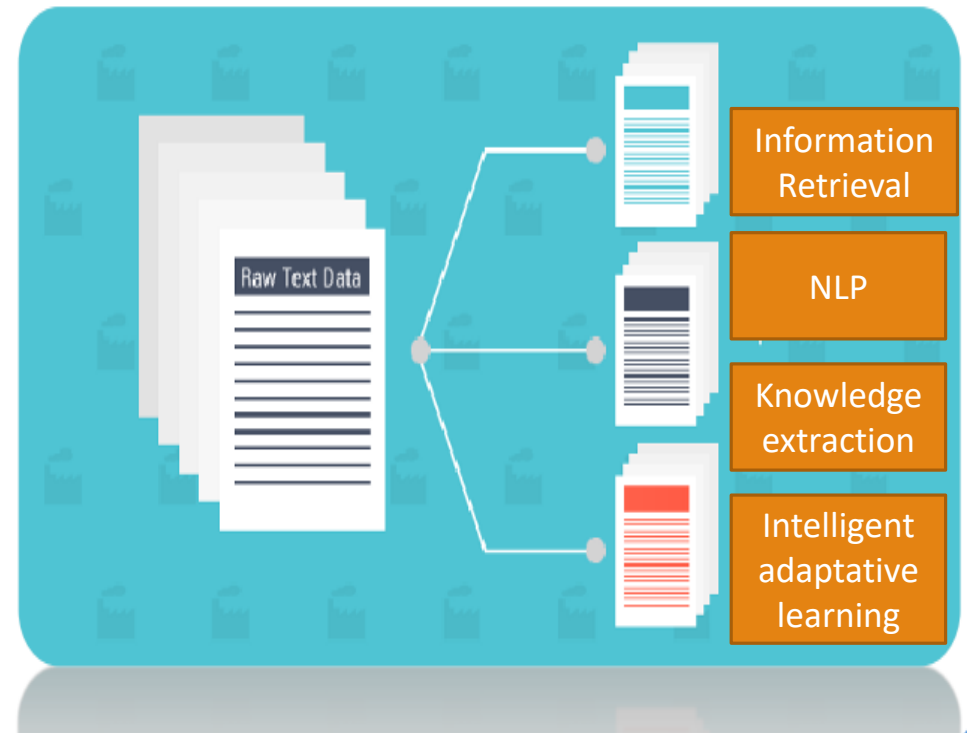 Raw Text Data
Information
Retrieval
NLP
Knowledge
extraction
Intelligent
adaptative
learning